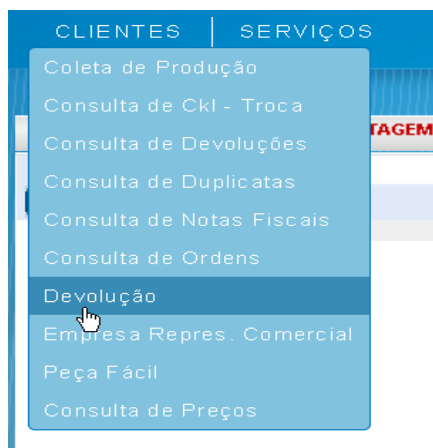 CLIENTES SERVIÇOS
Coleta de Produção
Consulta de Ckl - Troca
TAGEM
Consulta de Devoluções
Consulta de Duplicatas
Consulta de Notas Fiscais
Consulta de Ordens
Devolução
Empresa Repres. Comercial
Peça Fácil
Consulta de Preços